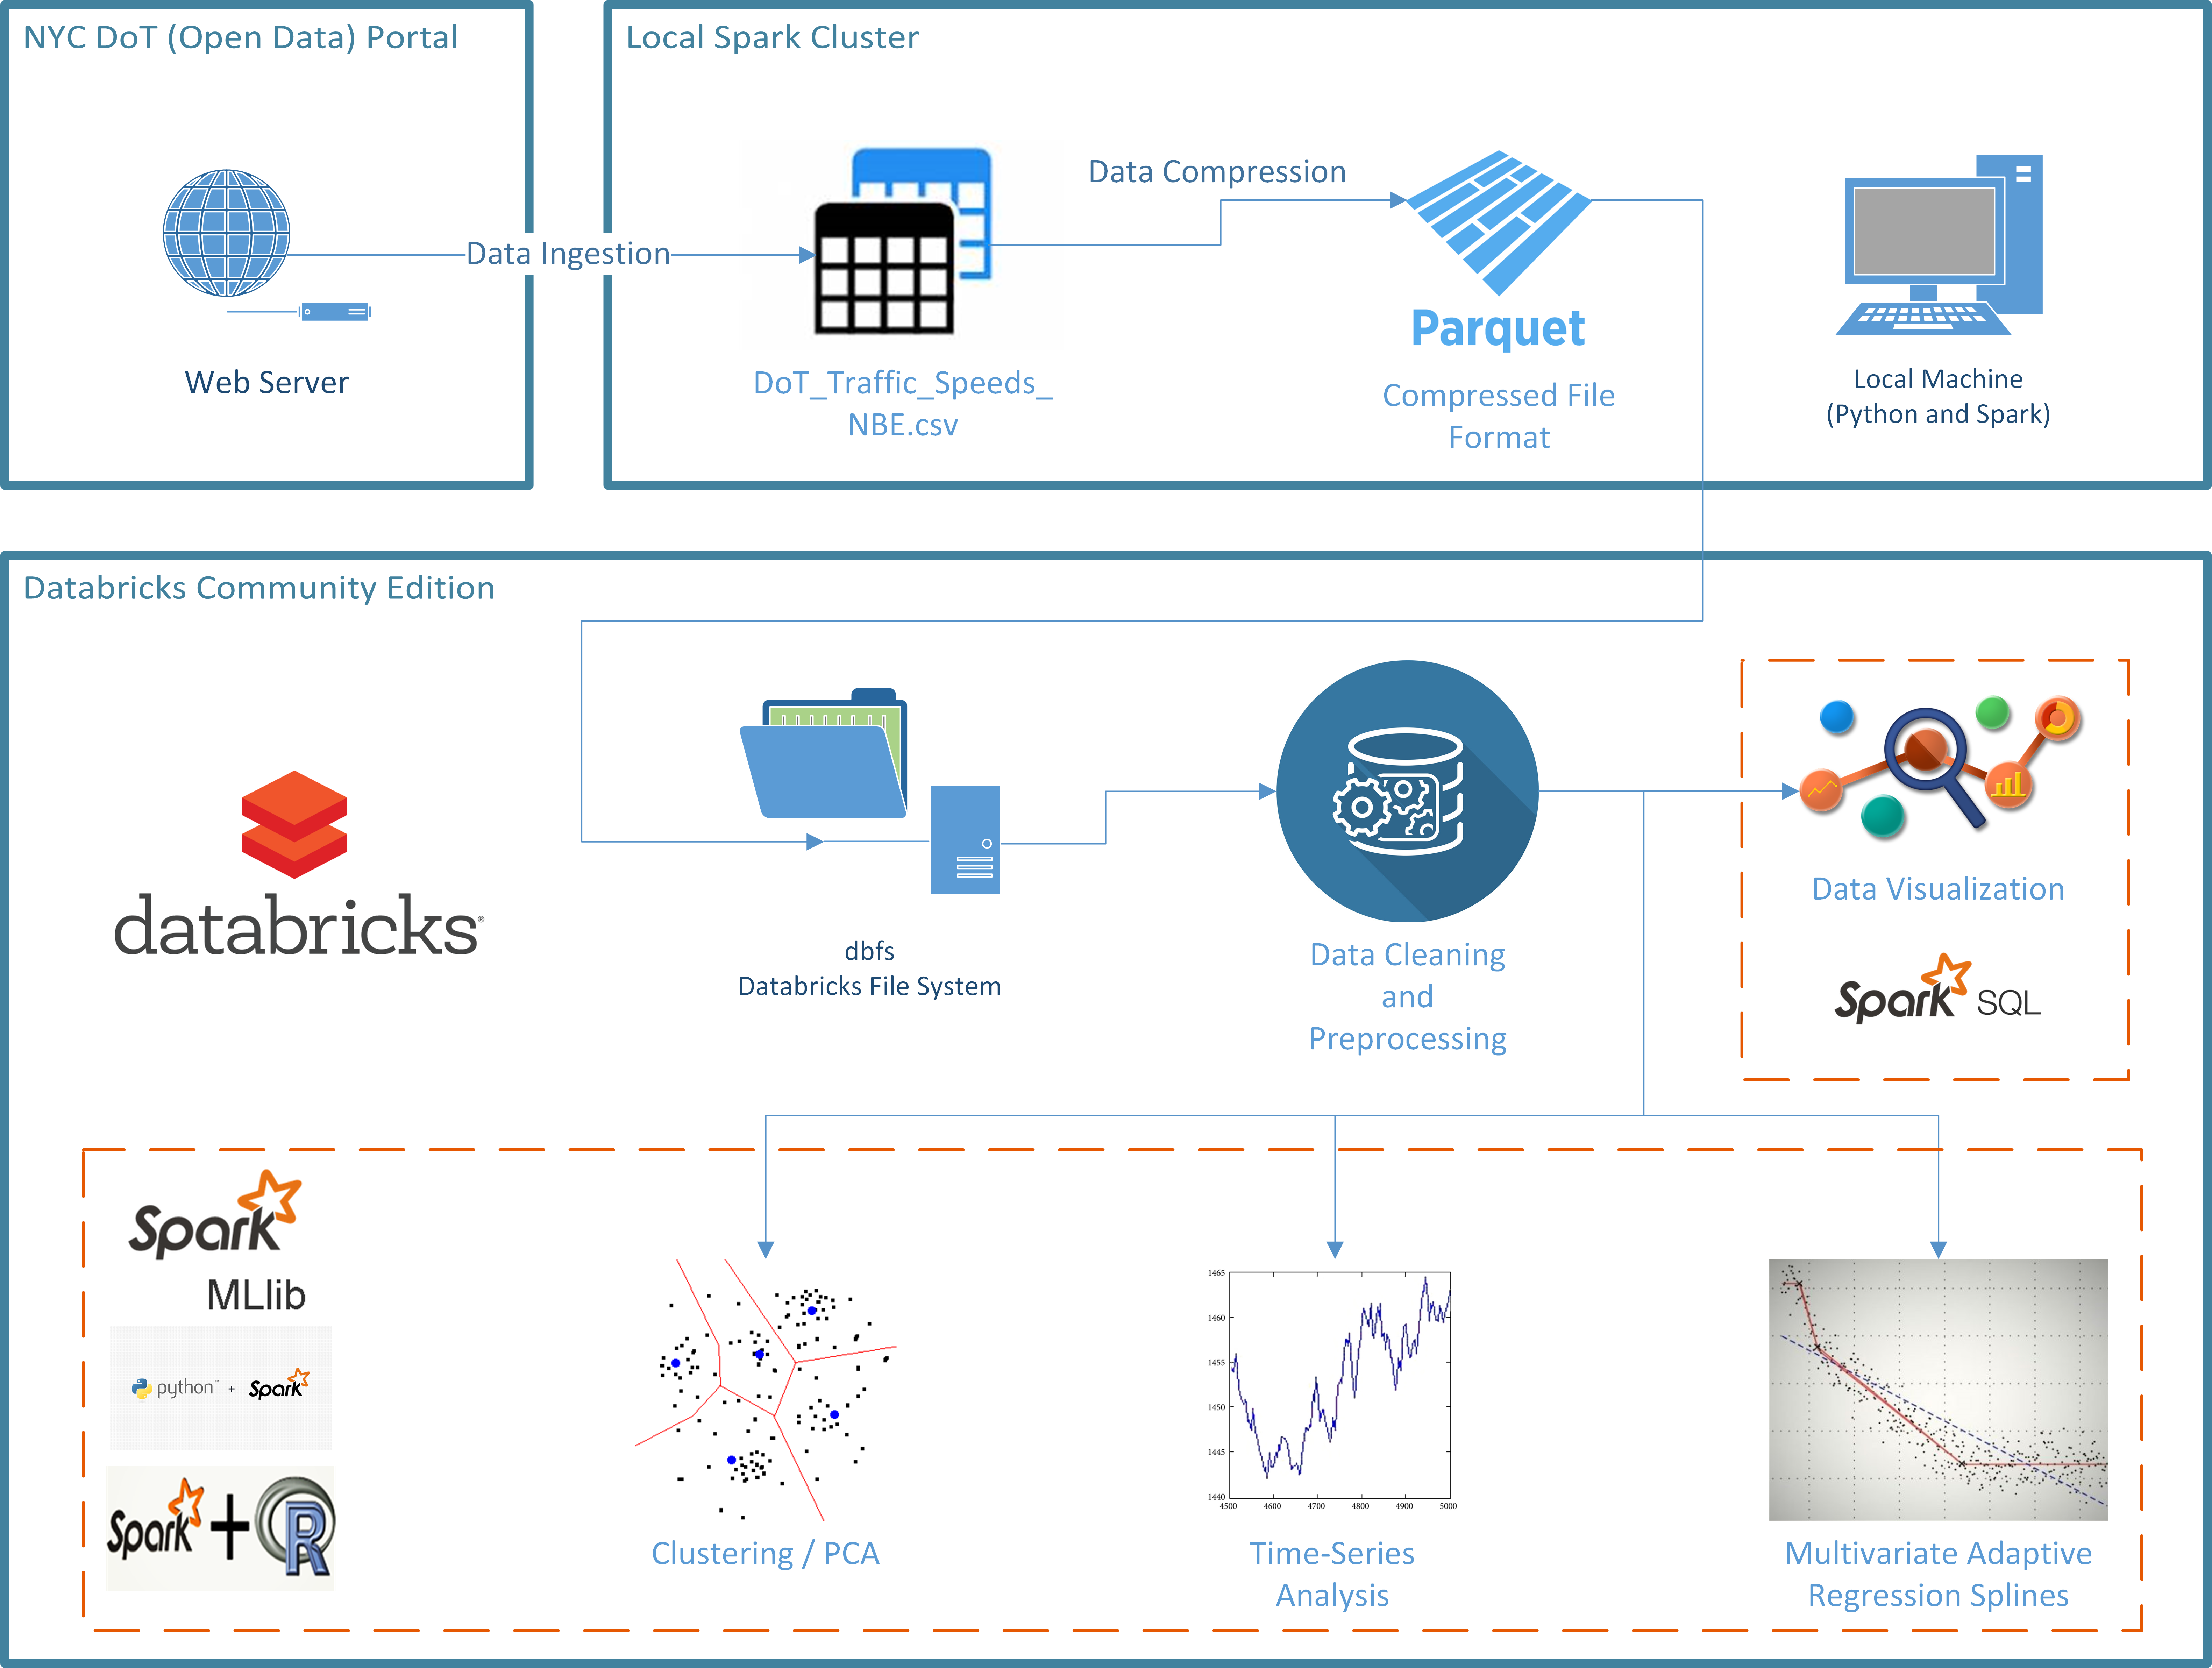 NYC DoT (Open Data) Portal
Local Spark Cluster
Data Ingestion
Data Compression
Web Server
DoT_Traffic_Speeds_
NBE.csv
Parquet
Compressed File
Format
Local Machine
(Python and Spark)
Databricks Community Edition
databricks®
dbfs
Databricks File System
Data Cleaning
and
Preprocessing
Data Visualization
Spark SQL
Spark
MLlib
python™ + Spark
Spark + R
Clustering / PCA
1465
1460
1455
1450
1445
1440
4500 4600 4700 4800 4900 5000
Time-Series
Analysis
Multivariate Adaptive
Regression Splines